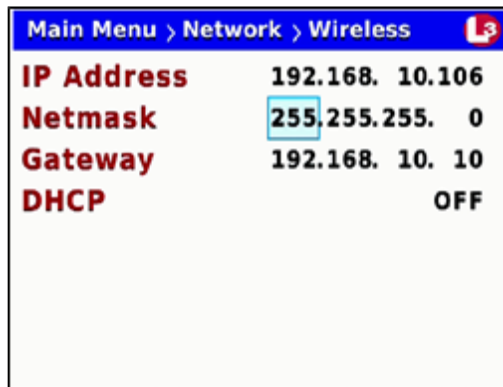 Main Menu > Network > Wireless L3
IP Address 192.168. 10.106
Netmask 255.255.255. 0
Gateway 192.168. 10. 10
DHCP OFF